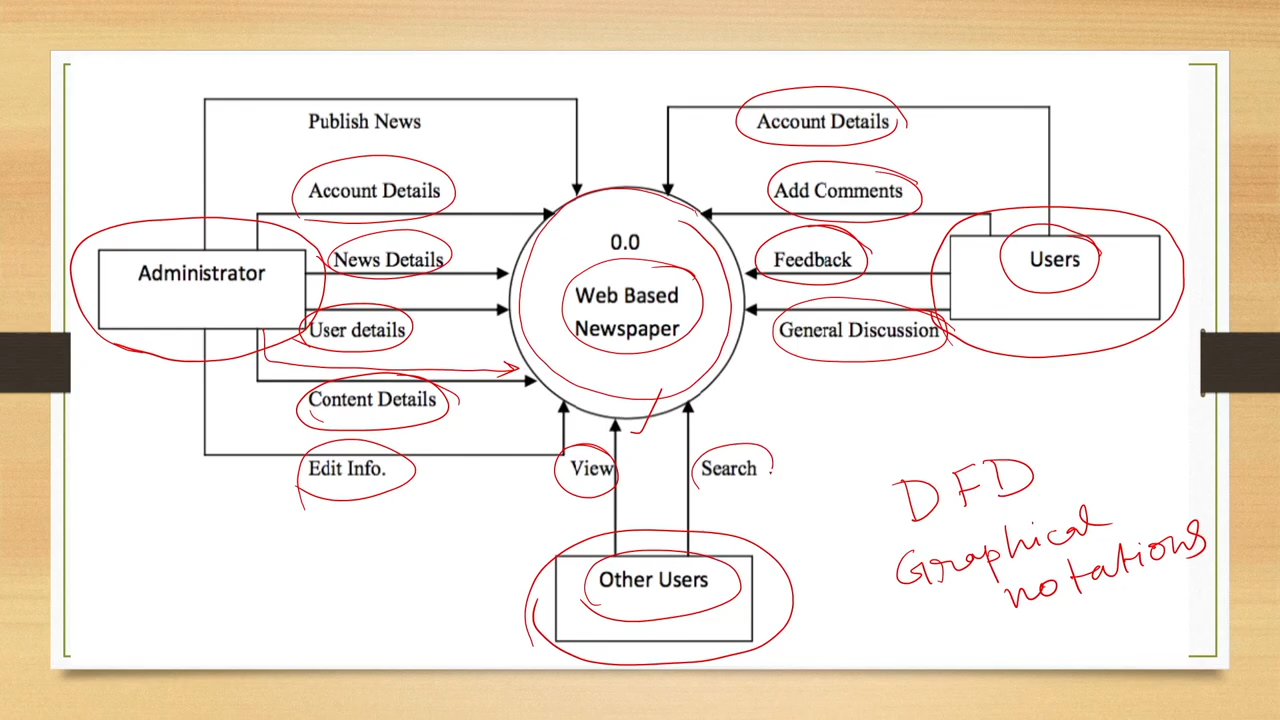 Publish News
Account Details
Account Details
Add Comments
0.0
Administrator
News Details
Feedback
Users
Web Based
Newspaper
User details
General Discussion
Content Details
Edit Info.
View
Search
DFD
Graphical
notations
Other Users